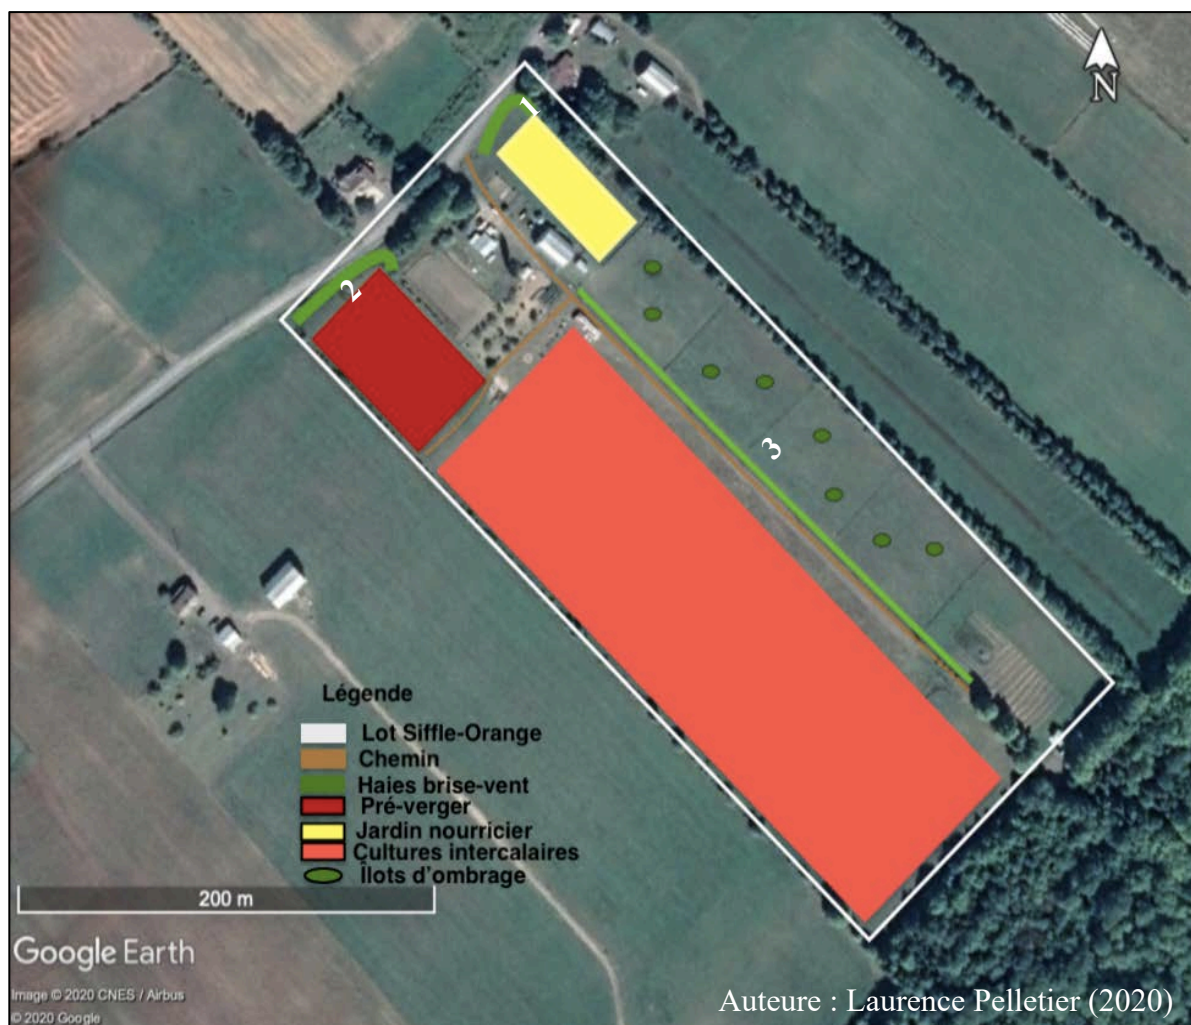 N
1
2
3
Légende
Lot Siffle-Orange
Chemin
Haies brise-vent
Pré-verger
Jardin nourricier
Cultures intercalaires
Îlots d'ombrage
200 m
Google Earth
Image © 2020 CNES / Airbus
© 2020 Google
Auteure : Laurence Pelletier (2020)